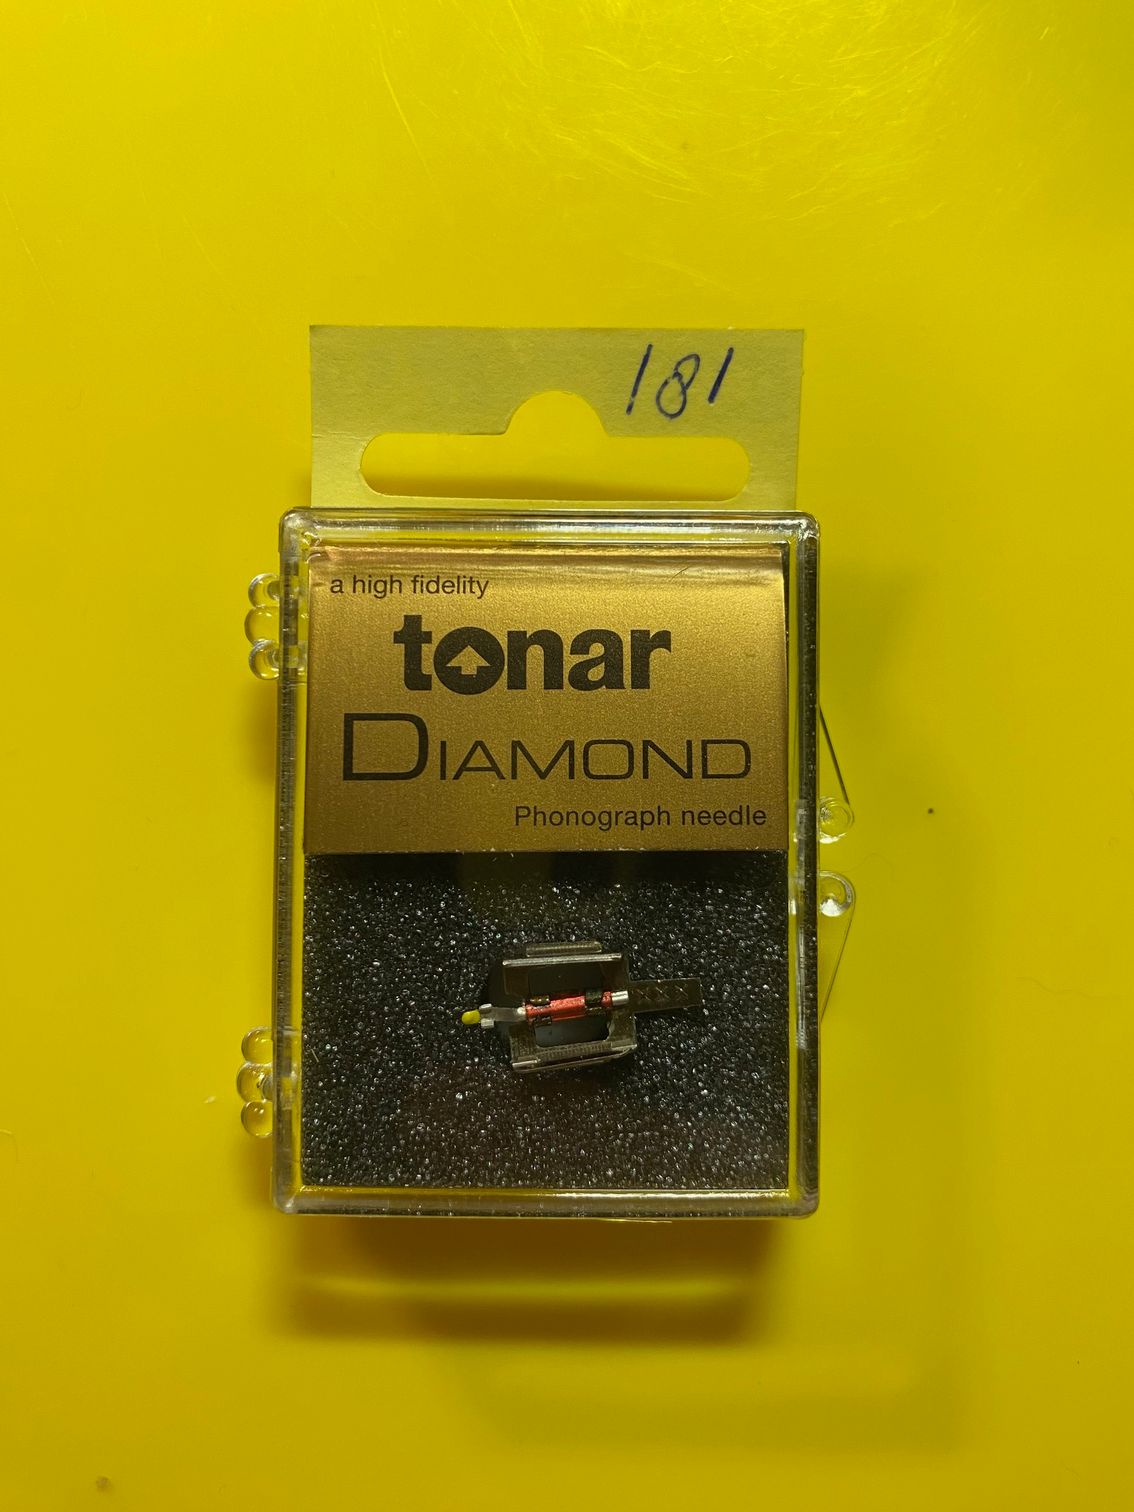 181
a high fidelity
tonar
DIAMOND
Phonograph needle